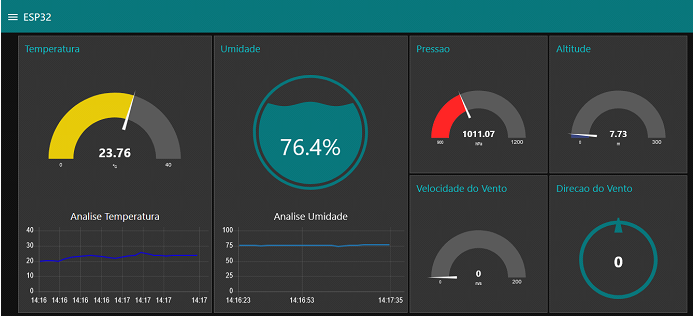 ESP32
Temperatura
23.76
°C
0
40
Analise Temperatura
40
30
20
10
0
14:16 14:16 14:16 14:16 14:17 14:17 14:17 14:17
Umidade
76.4%
Analise Umidade
100
75
50
25
0
14:16:23 14:16:53 14:17:35
Pressao
1011.07
hPa
1200
Altitude
7.73
m
0
300
Velocidade do Vento
0
m/s
0
200
Direcao do Vento
0